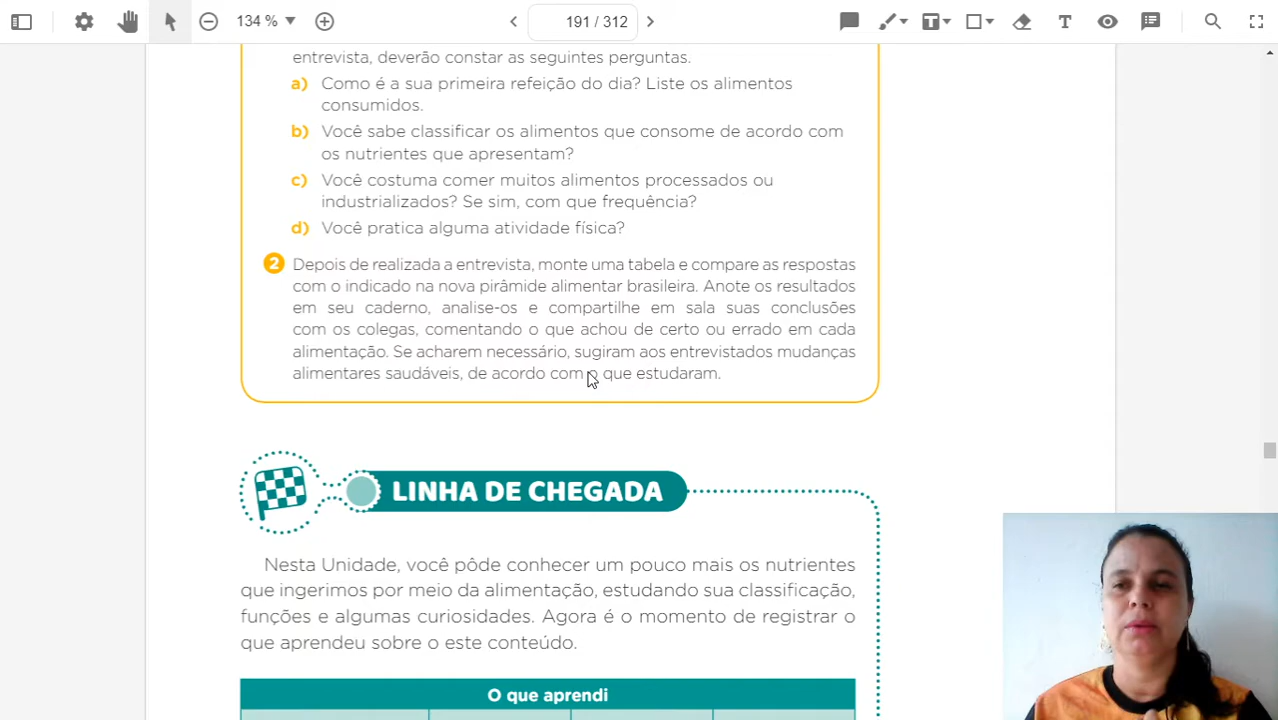 134 %
191 / 312
entrevista, deverão constar as seguintes perguntas.
a) Como é a sua primeira refeição do dia? Liste os alimentos
consumidos.
b) Você sabe classificar os alimentos que consome de acordo com
os nutrientes que apresentam?
c) Você costuma comer muitos alimentos processados ou
industrializados? Se sim, com que frequência?
d) Você pratica alguma atividade física?
2 Depois de realizada a entrevista, monte uma tabela e compare as respostas
com o indicado na nova pirâmide alimentar brasileira. Anote os resultados
em seu caderno, analise-os e compartilhe em sala suas conclusões
com os colegas, comentando o que achou de certo ou errado em cada
alimentação. Se acharem necessário, sugiram aos entrevistados mudanças
alimentares saudáveis, de acordo com o que estudaram.
LINHA DE CHEGADA
Nesta Unidade, você pôde conhecer um pouco mais os nutrientes
que ingerimos por meio da alimentação, estudando sua classificação,
funções e algumas curiosidades. Agora é o momento de registrar o
que aprendeu sobre o este conteúdo.
O que aprendi